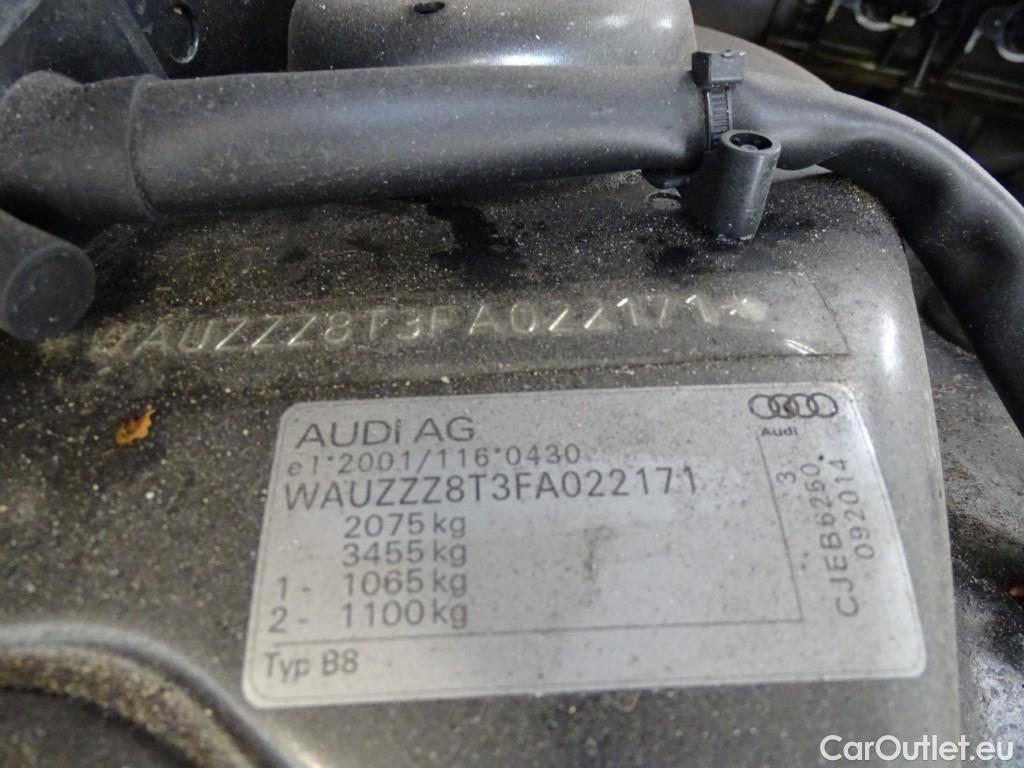 WAUZZZ8T3FA022171*
AUDI AG
Audi
e1*2001/116*0430
WAUZZZ8T3FA022171
2075 kg
3455 kg
1 - 1065 kg
2 - 1100 kg
Typ B8
3
CJEB6250.
092014
CarOutlet.eu